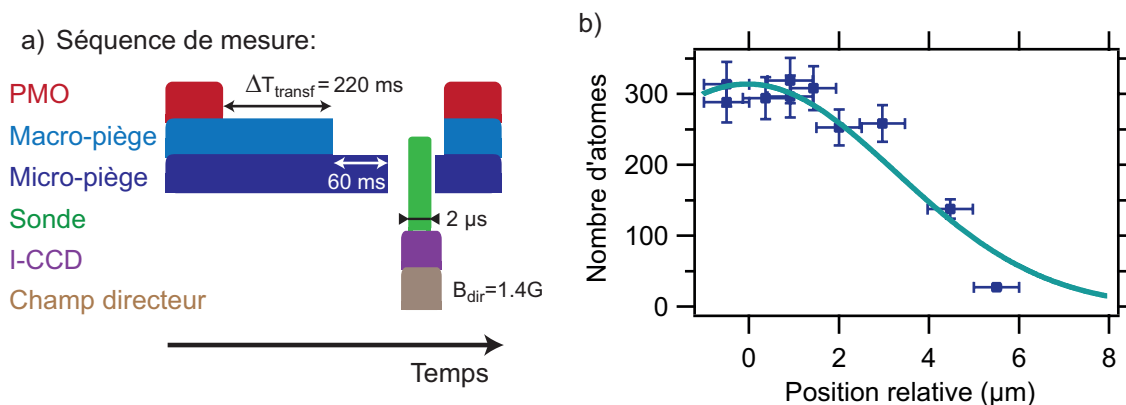 a) Séquence de mesure:
PMO
ΔT_transf = 220 ms
Macro-piège
Micro-piège
60 ms
Sonde
2 µs
I-CCD
Champ directeur
B_dir=1.4G
Temps
b)
Nombre d'atomes
300
200
100
0
0 2 4 6 8
Position relative (µm)